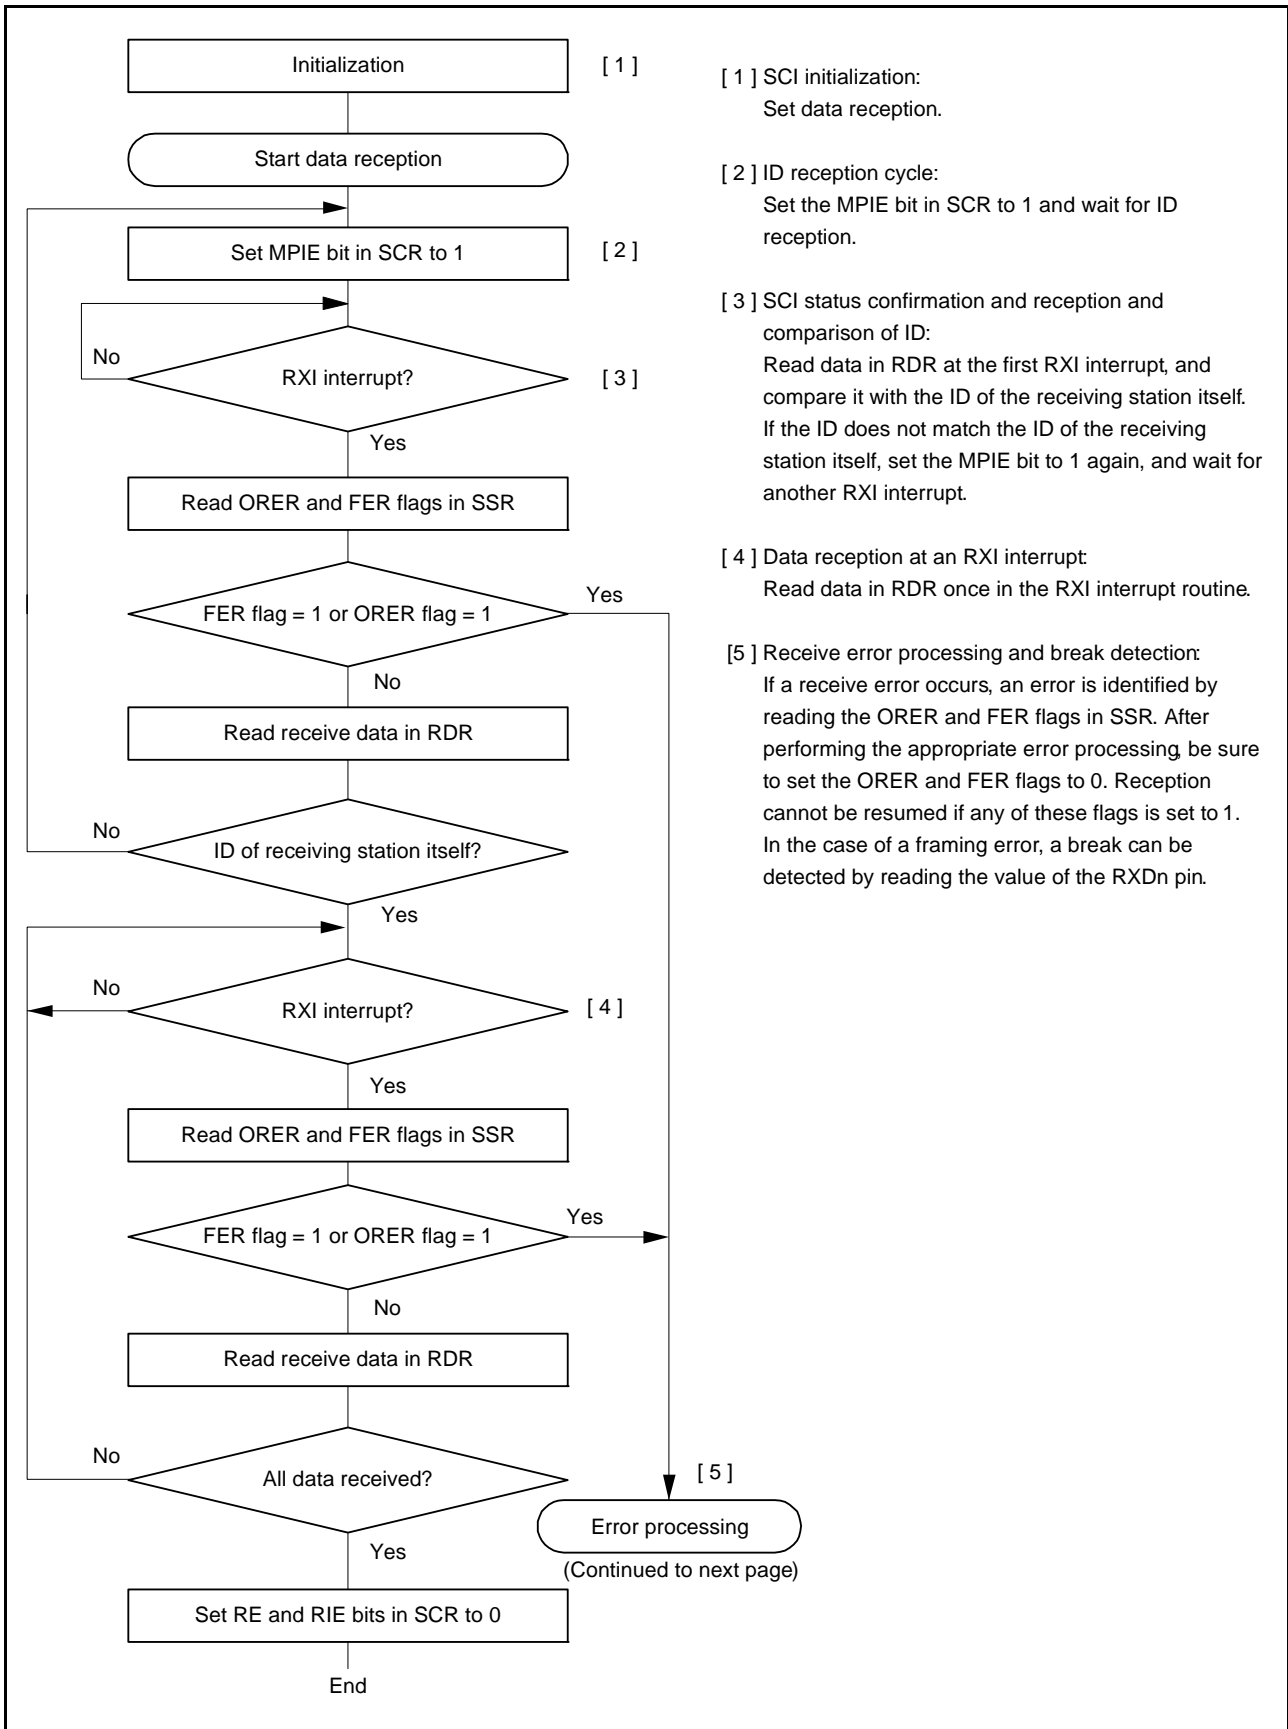 Initialization
[ 1 ]
Start data reception
Set MPIE bit in SCR to 1
[ 2 ]
No
RXI interrupt?
[ 3 ]
Yes
Read ORER and FER flags in SSR
FER flag = 1 or ORER flag = 1
Yes
No
Read receive data in RDR
No
ID of receiving station itself?
Yes
No
RXI interrupt?
[ 4 ]
Yes
Read ORER and FER flags in SSR
FER flag = 1 or ORER flag = 1
Yes
No
Read receive data in RDR
No
All data received?
[ 5 ]
Error processing
(Continued to next page)
Yes
Set RE and RIE bits in SCR to 0
End
[ 1 ] SCI initialization:
Set data reception.
[ 2 ] ID reception cycle:
Set the MPIE bit in SCR to 1 and wait for ID
reception.
[ 3 ] SCI status confirmation and reception and
comparison of ID:
Read data in RDR at the first RXI interrupt, and
compare it with the ID of the receiving station itself.
If the ID does not match the ID of the receiving
station itself, set the MPIE bit to 1 again, and wait for
another RXI interrupt.
[ 4 ] Data reception at an RXI interrupt:
Read data in RDR once in the RXI interrupt routine.
[5 ] Receive error processing and break detection:
If a receive error occurs, an error is identified by
reading the ORER and FER flags in SSR. After
performing the appropriate error processing, be sure
to set the ORER and FER flags to 0. Reception
cannot be resumed if any of these flags is set to 1.
In the case of a framing error, a break can be
detected by reading the value of the RXDn pin.